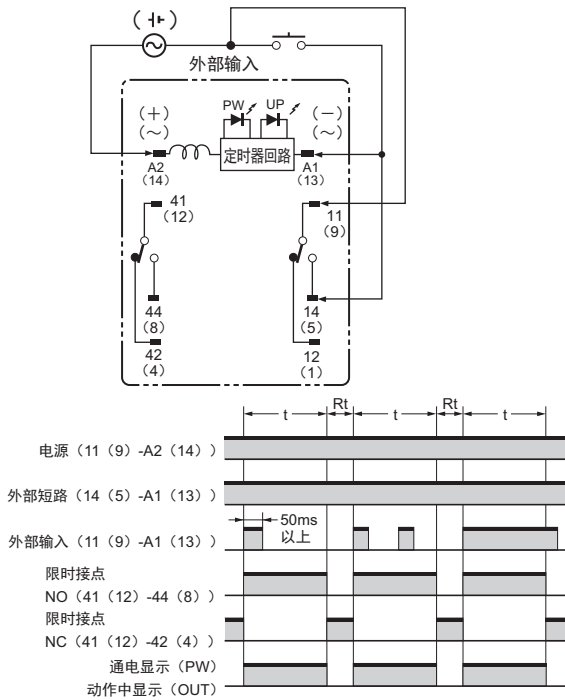 外部输入
PW UP
(+) (-)
(~) (~)
定时器回路
A2 A1
(14) (13)
41 11
(12) (9)
44 14
(8) (5)
42 12
(4) (1)
t Rt t Rt t
电源（11（9）-A2（14））
外部短路（14（5）-A1（13））
50ms
以上
外部输入（11（9）-A1（13））
限时接点
NO（41（12）-44（8））
限时接点
NC（41（12）-42（4））
通电显示（PW）
动作中显示（OUT）